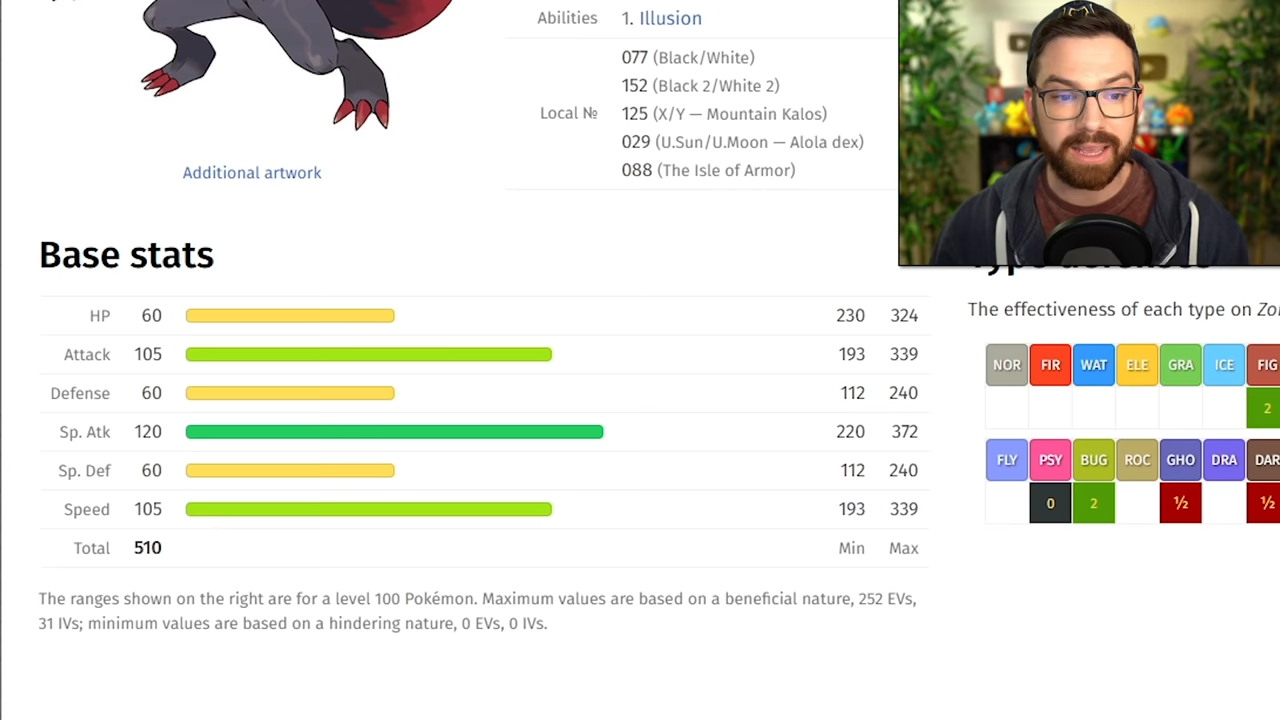 Abilities 1. Illusion
Local №
077 (Black/White)
152 (Black 2/White 2)
125 (X/Y — Mountain Kalos)
029 (U.Sun/U.Moon — Alola dex)
088 (The Isle of Armor)
Additional artwork
Base stats
HP 60 230 324
Attack 105 193 339
Defense 60 112 240
Sp. Atk 120 220 372
Sp. Def 60 112 240
Speed 105 193 339
Total 510 Min Max
The ranges shown on the right are for a level 100 Pokémon. Maximum values are based on a beneficial nature, 252 EVs,
31 IVs; minimum values are based on a hindering nature, 0 EVs, 0 IVs.
The effectiveness of each type on
NOR FIR WAT ELE GRA ICE FIG
2
FLY PSY BUG ROC GHO DRA DAR
0 2 ½ ½